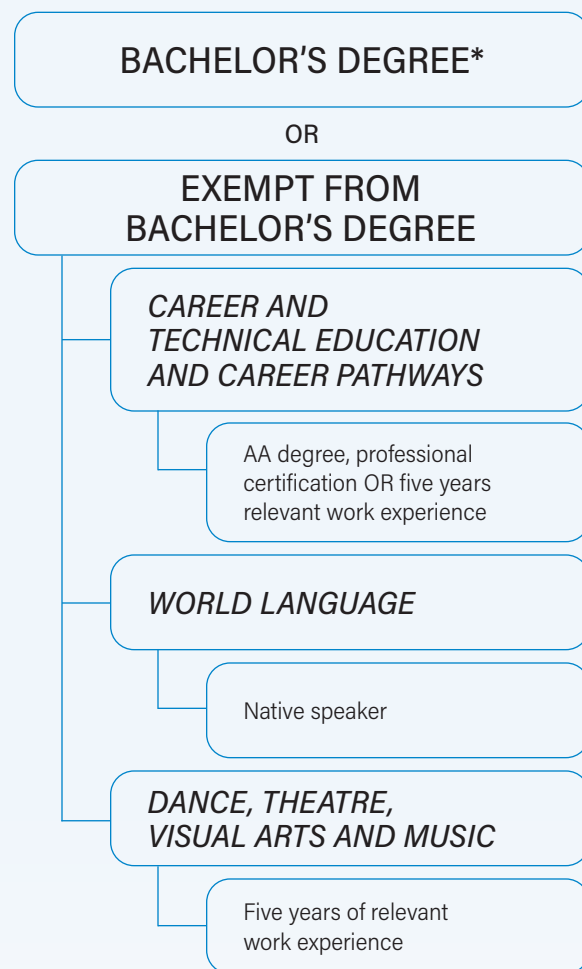 BACHELOR'S DEGREE*
OR
EXEMPT FROM
BACHELOR'S DEGREE
CAREER AND
TECHNICAL EDUCATION
AND CAREER PATHWAYS
AA degree, professional
certification OR five years
relevant work experience
WORLD LANGUAGE
Native speaker
DANCE, THEATRE,
VISUAL ARTS AND MUSIC
Five years of relevant
work experience